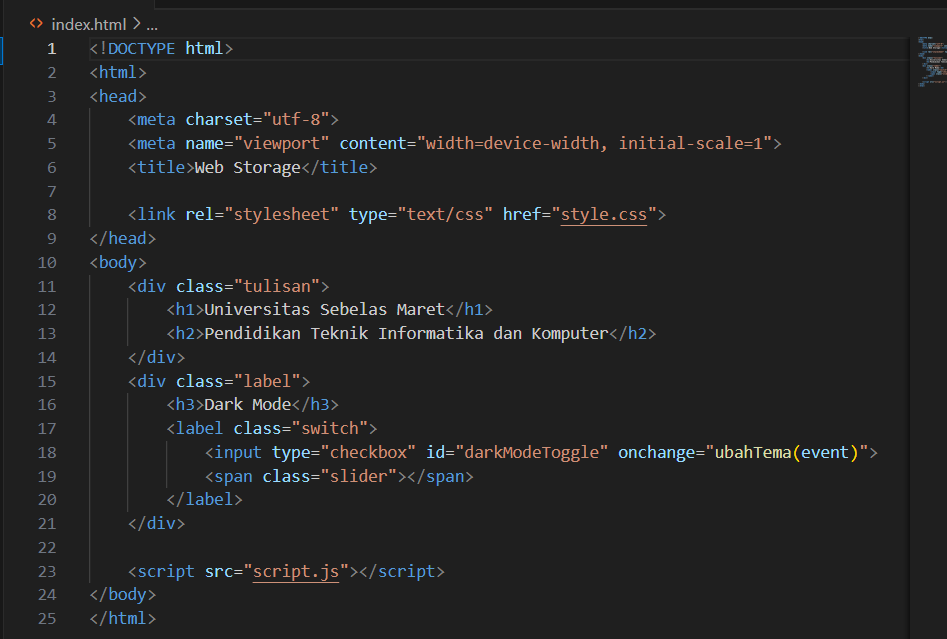 <> index.html > ...
1 <!DOCTYPE html>
2 <html>
3 <head>
4     <meta charset="utf-8">
5     <meta name="viewport" content="width=device-width, initial-scale=1">
6     <title>Web Storage</title>
7
8     <link rel="stylesheet" type="text/css" href="style.css">
9 </head>
10 <body>
11     <div class="tulisan">
12         <h1>Universitas Sebelas Maret</h1>
13         <h2>Pendidikan Teknik Informatika dan Komputer</h2>
14     </div>
15     <div class="label">
16         <h3>Dark Mode</h3>
17         <label class="switch">
18             <input type="checkbox" id="darkModeToggle" onchange="ubahTema(event)">
19             <span class="slider"></span>
20         </label>
21     </div>
22
23     <script src="script.js"></script>
24 </body>
25 </html>